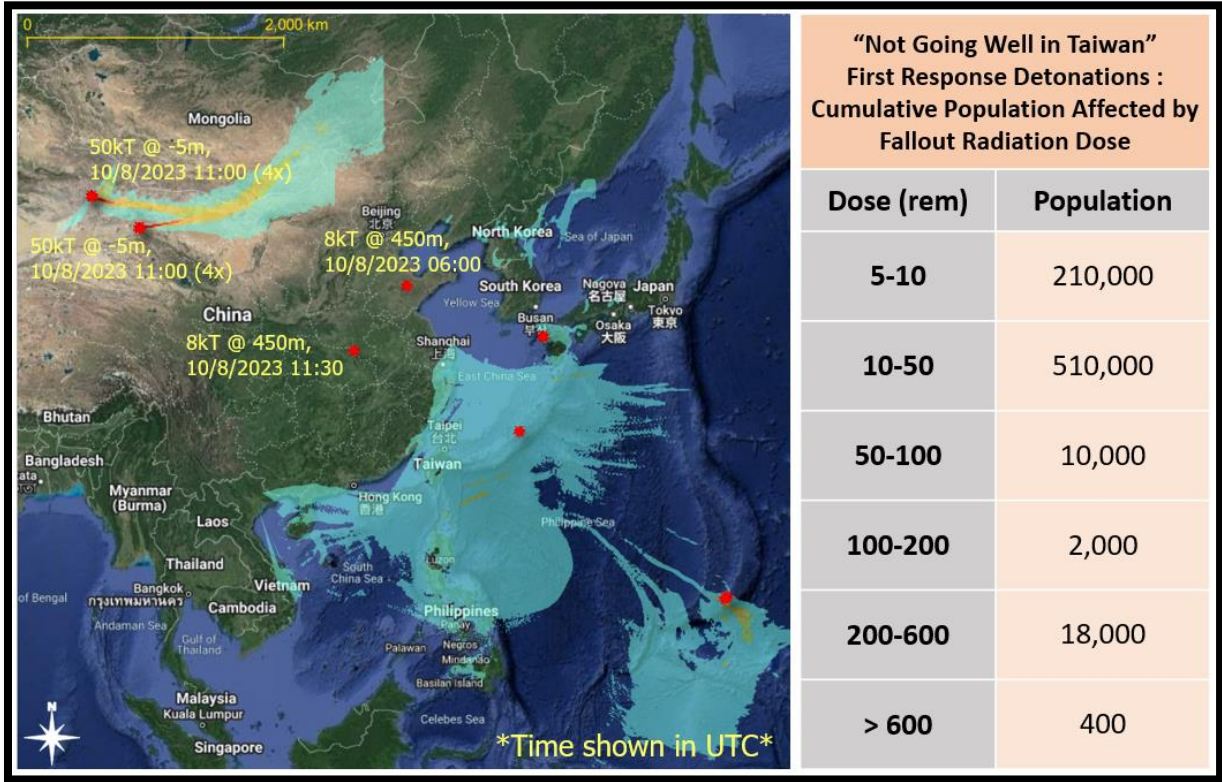 0
2,000 km
Mongolia
50kT @ -5m,
10/8/2023 11:00 (4x)
50kT @ -5m,
10/8/2023 11:00 (4x)
Beijing
北京
8kT @ 450m,
10/8/2023 06:00
North Korea
Sea of Japan
South Korea
Nagoya
名古屋
Japan
Tokyo
東京
Yellow Sea
Busan
부산
Osaka
大阪
China
8kT @ 450m,
10/8/2023 11:30
Shanghai
上海
East China Sea
Bhutan
Taipei
台北
Taiwan
Bangladesh
Myanmar
(Burma)
Hong Kong
香港
Laos
Philippine Sea
Thailand
Luzon
South
China Sea
Vietnam
Bangkok
กรุงเทพมหานคร
Cambodia
of Bengal
Andaman Sea
Gulf of
Thailand
Philippines
Panay
Palawan
Negros
Mindanao
Basilan Island
Malaysia
Kuala Lumpur
Celebes Sea
Singapore
N
*Time shown in UTC*
“Not Going Well in Taiwan”
First Response Detonations :
Cumulative Population Affected by
Fallout Radiation Dose
Dose (rem) Population
5-10 210,000
10-50 510,000
50-100 10,000
100-200 2,000
200-600 18,000
> 600 400